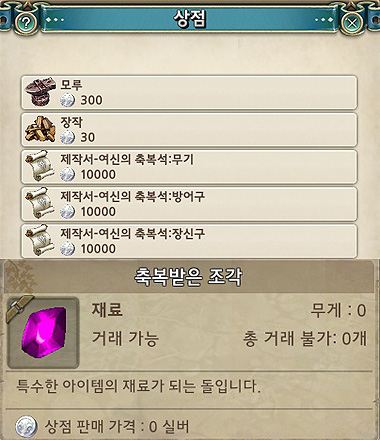 ?
상점
X
모루
300
장작
30
제작서-여신의 축복석:무기
10000
제작서-여신의 축복석:방어구
10000
제작서-여신의 축복석:장신구
10000
축복받은 조각
재료 무게 : 0
거래 가능 총 거래 불가: 0개
특수한 아이템의 재료가 되는 돌입니다.
상점 판매 가격 : 0 실버